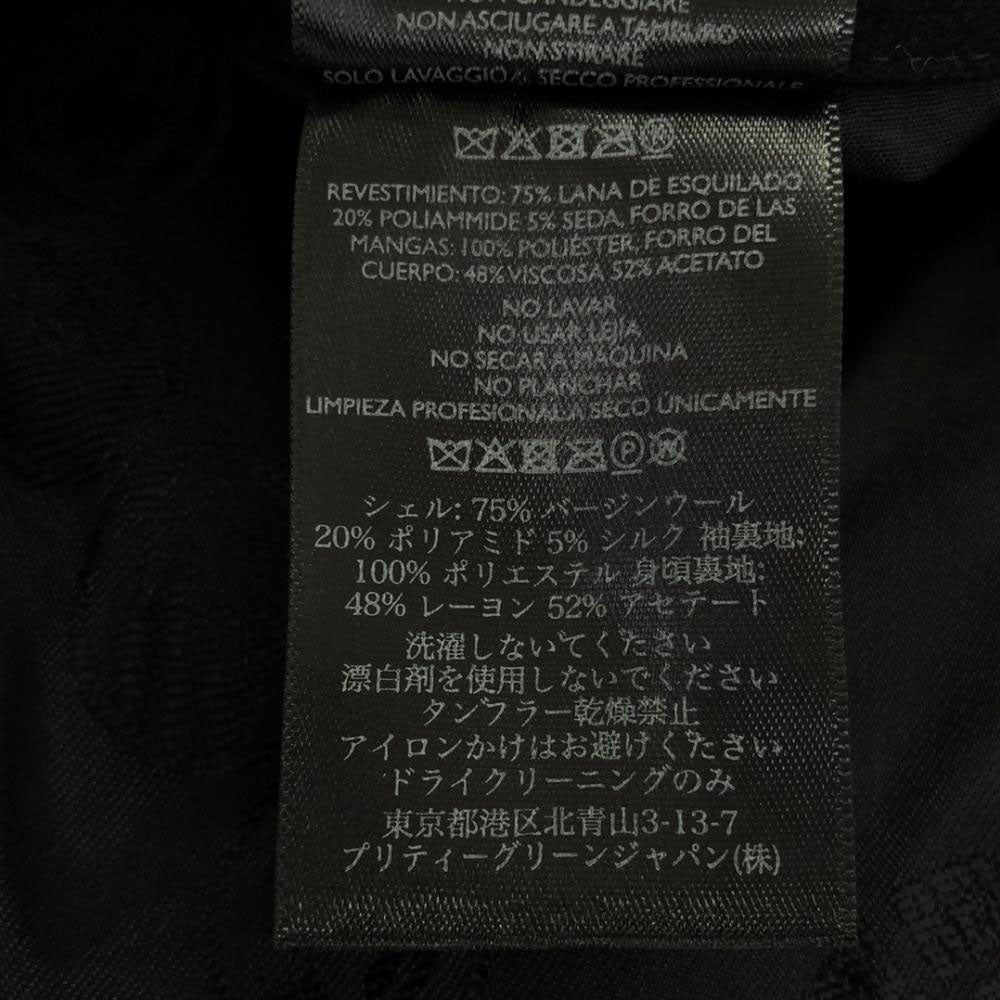 NON CANDEGGIARE
NON ASCIUGARE A TAMBURO
NON STIRARE
SOLO LAVAGGIO A SECCO PROFESSIONALE
REVESTIMIENTO: 75% LANA DE ESQUILADO
20% POLIAMMIDE 5% SEDA, FORRO DE LAS
MANGAS: 100% POLIÉSTER, FORRO DEL
CUERPO: 48% VISCOSA 52% ACETATO
NO LAVAR
NO USAR LEJÍA
NO SECAR A MÁQUINA
NO PLANCHAR
LIMPIEZA PROFESIONAL A SECO ÚNICAMENTE
シェル: 75% バージンウール
20% ポリアミド 5% シルク 袖裏地:
100% ポリエステル 身頃裏地:
48% レーヨン 52% アセテート
洗濯しないでください
漂白剤を使用しないでください
タンブラー乾燥禁止
アイロンかけはお避けください
ドライクリーニングのみ
東京都港区北青山3-13-7
プリティーグリーンジャパン(株)